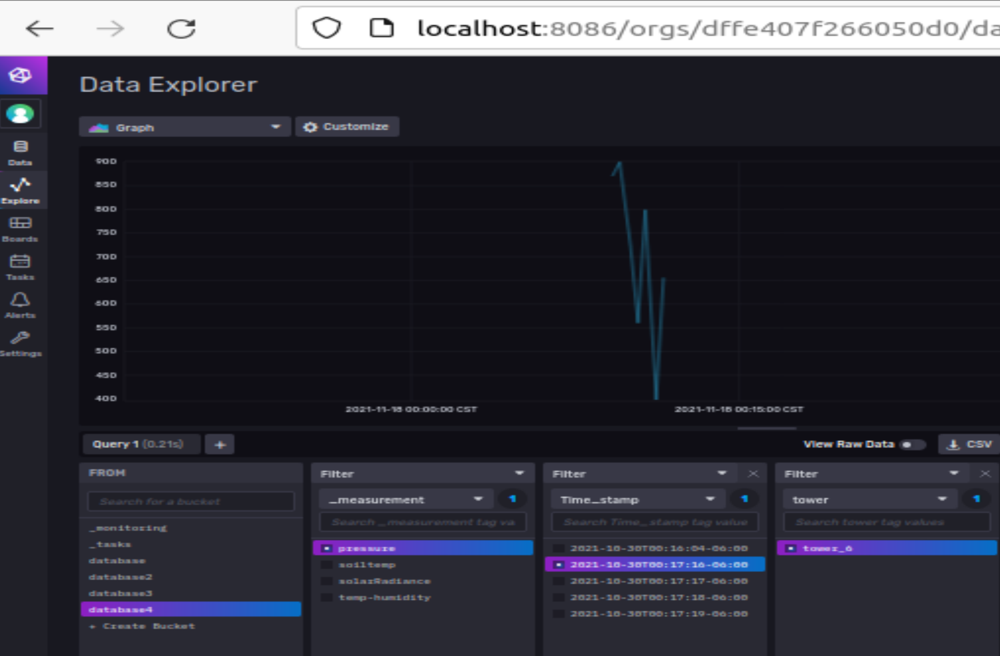 localhost:8086/orgs/dffe407f266050d0/da
Data Explorer
Graph
Customize
Data
Explore
Boards
Tasks
Alerts
Settings
900
850
800
750
700
650
600
550
500
450
400
2021-11-18 00:00:00 CST
2021-11-18 00:15:00 CST
Query 1 (0.21s)
+
View Raw Data
CSV
FROM
Search for a bucket
_monitoring
_tasks
database
database2
database3
database4
+ Create Bucket
Filter
_measurement
1
Search _measurement tag va
pressure
soiltemp
solarRadiance
temp-humidity
Filter
Time_stamp
1
Search Time_stamp tag value
2021-10-30T00:16:04-06:00
2021-10-30T00:17:16-06:00
2021-10-30T00:17:17-06:00
2021-10-30T00:17:18-06:00
2021-10-30T00:17:19-06:00
Filter
tower
1
Search tower tag values
tower_6